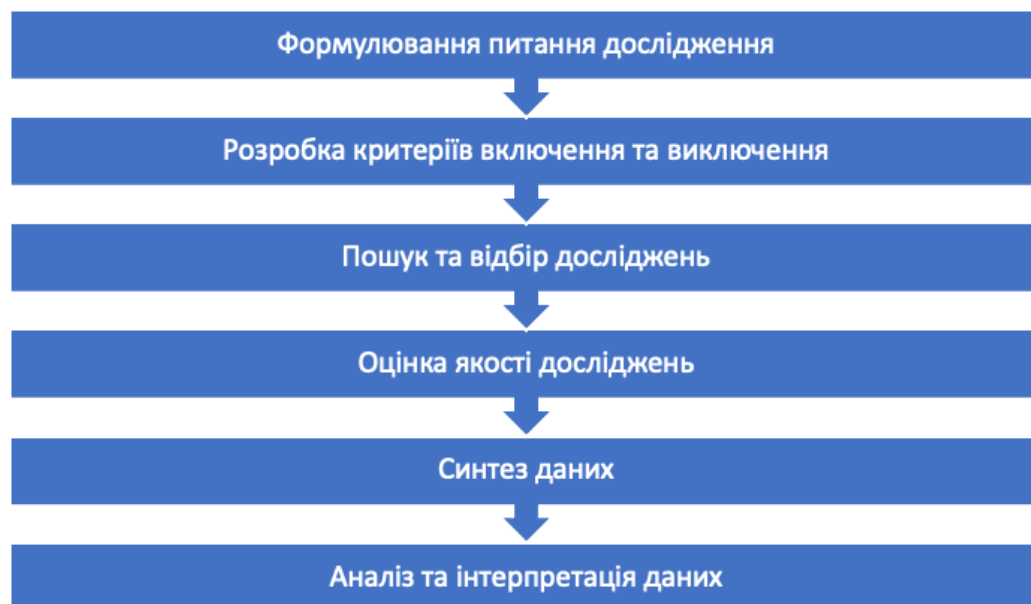 Формулювання питання дослідження
Розробка критеріїв включення та виключення
Пошук та відбір досліджень
Оцінка якості досліджень
Синтез даних
Аналіз та інтерпретація даних